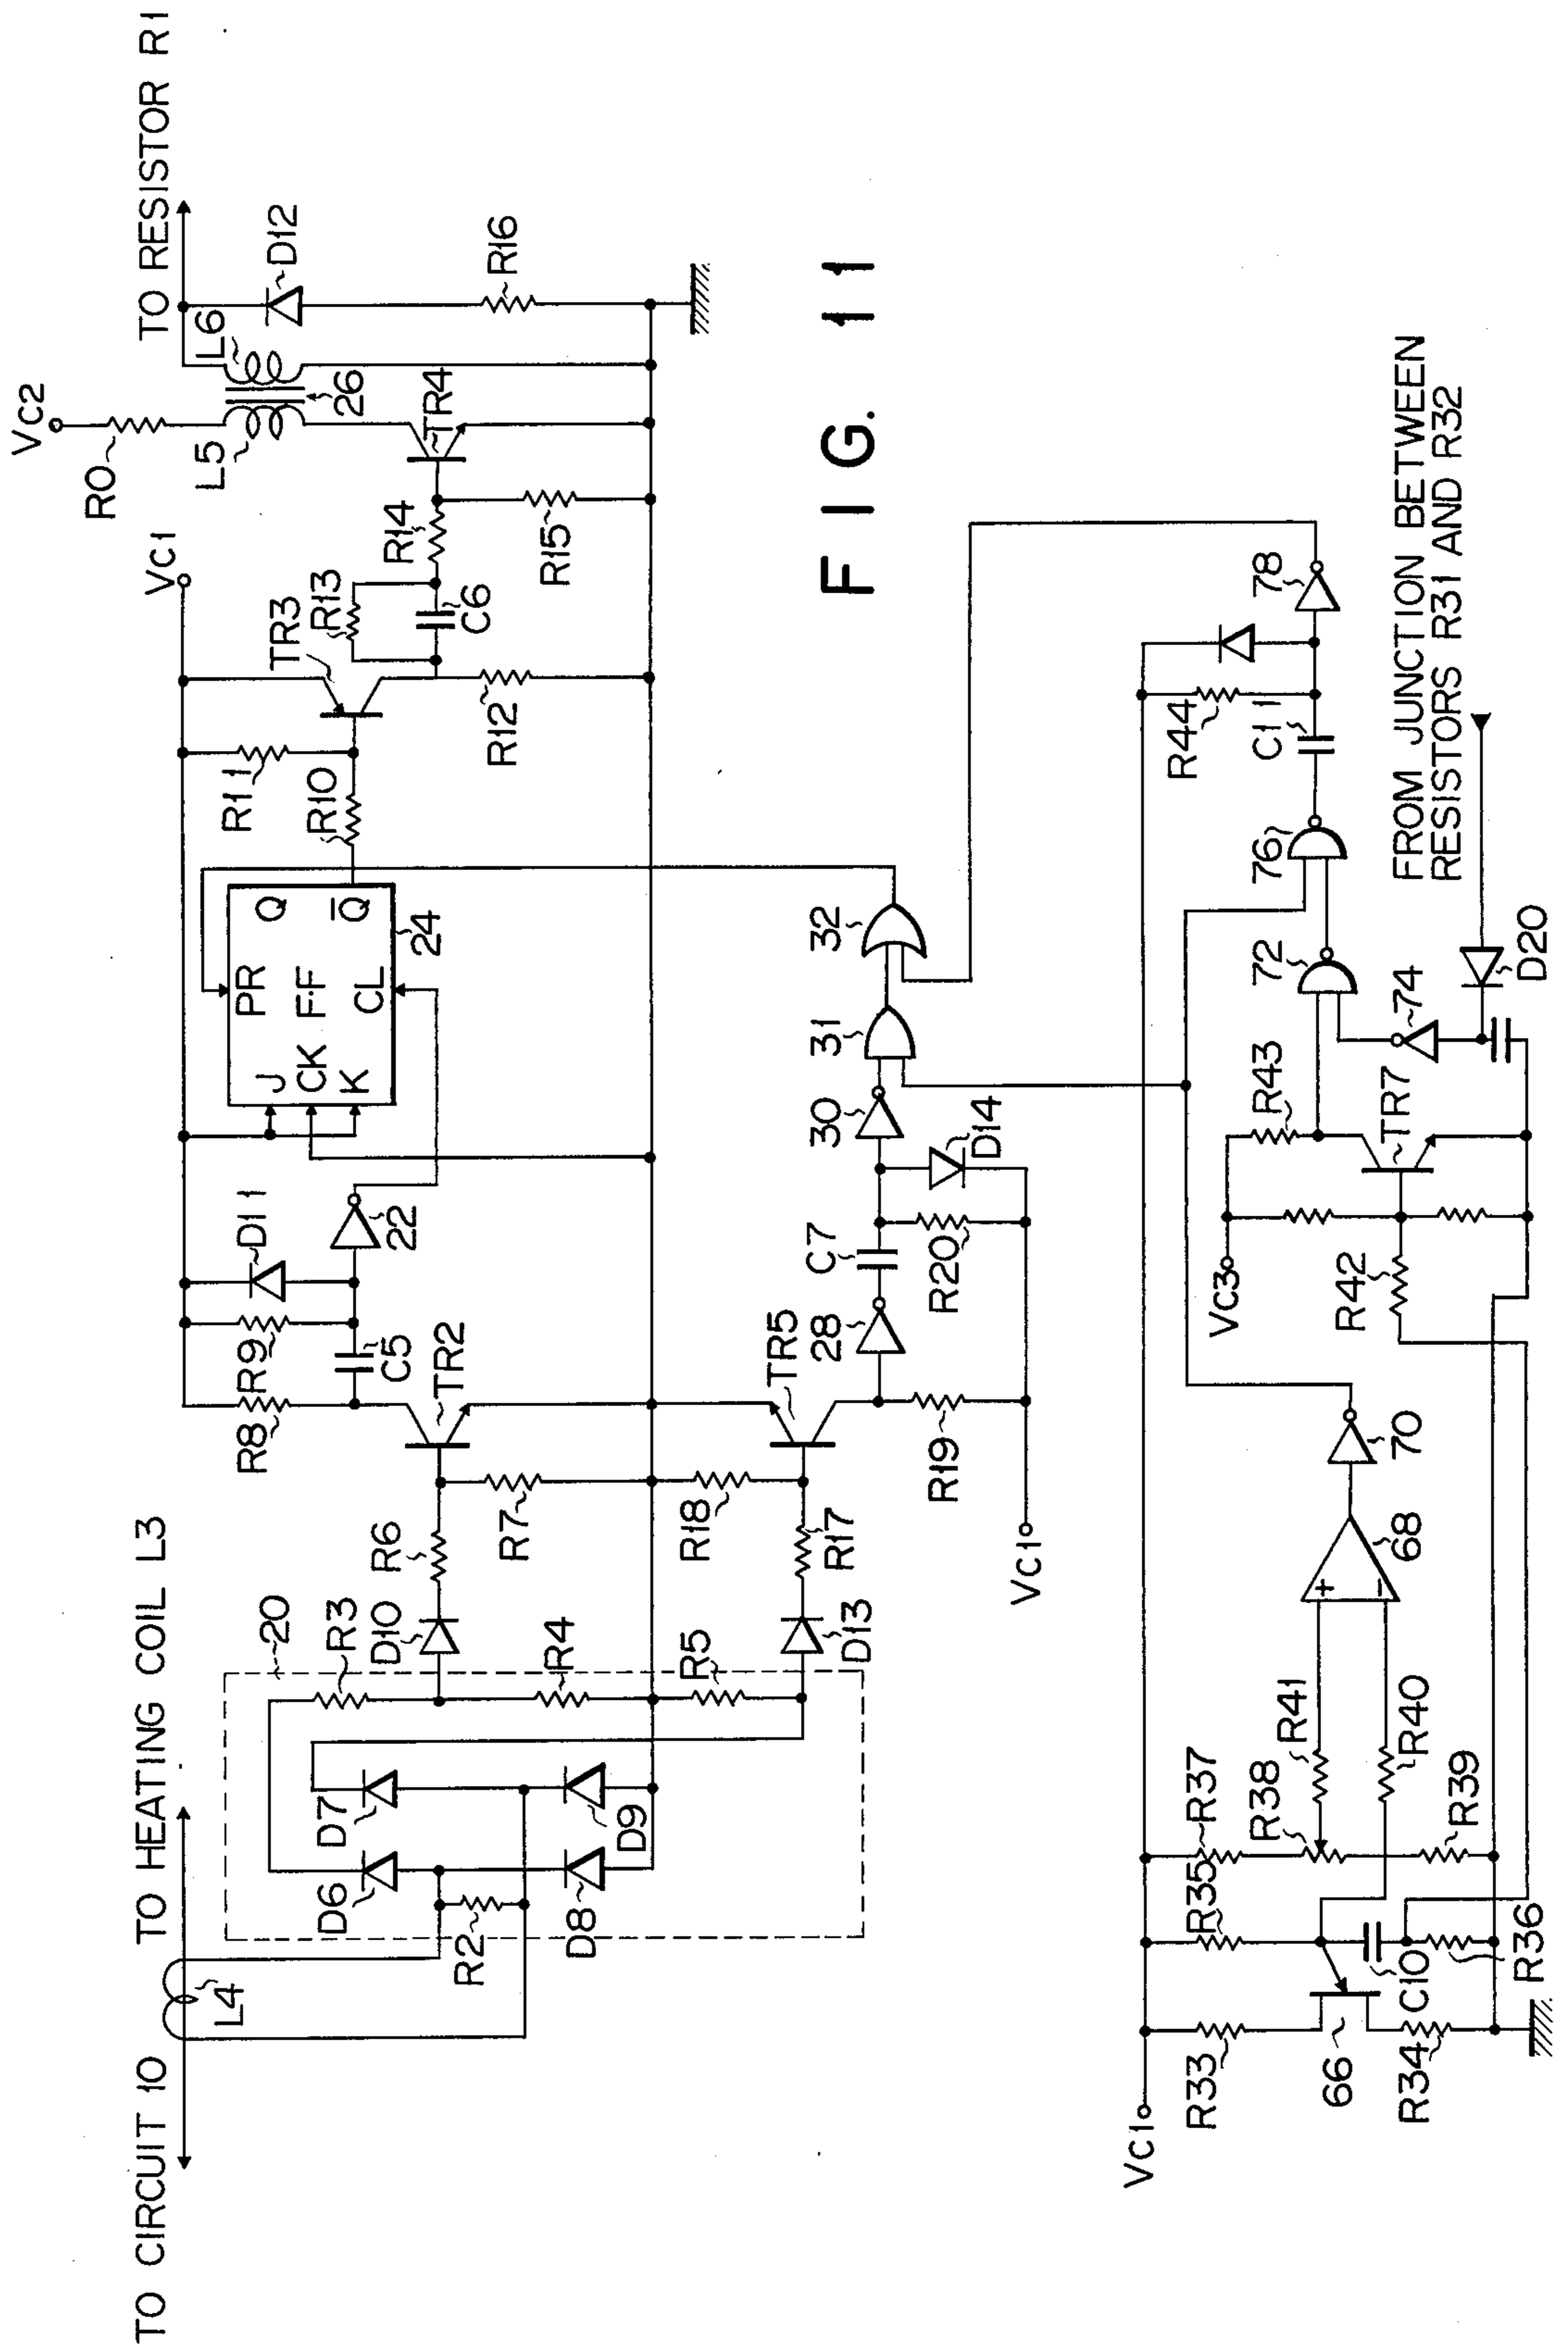 TO CIRCUIT 10
TO HEATING COIL L3
L4
20
D6
D7
D8
D9
R2
R3
R4
R5
D10
R6
R7
D13
R17
R18
R8
R9
D11
C5
TR2
22
TR5
R19
VC1
28
C7
R20
D14
30
31
32
J
CK
K
PR
F·F
CL
Q
Q̅
24
R10
R11
TR3
R12
R13
C6
VC1
R14
R15
TR4
VC2
R0
L5
L6
26
D12
R16
TO RESISTOR R1
FIG. 11
VC1
R33
66
R34
R35
C10
R36
R37
R38
R39
R41
R40
68
70
VC3
R42
R43
TR7
72
74
D20
76
C11
R44
78
FROM JUNCTION BETWEEN
RESISTORS R31 AND R32